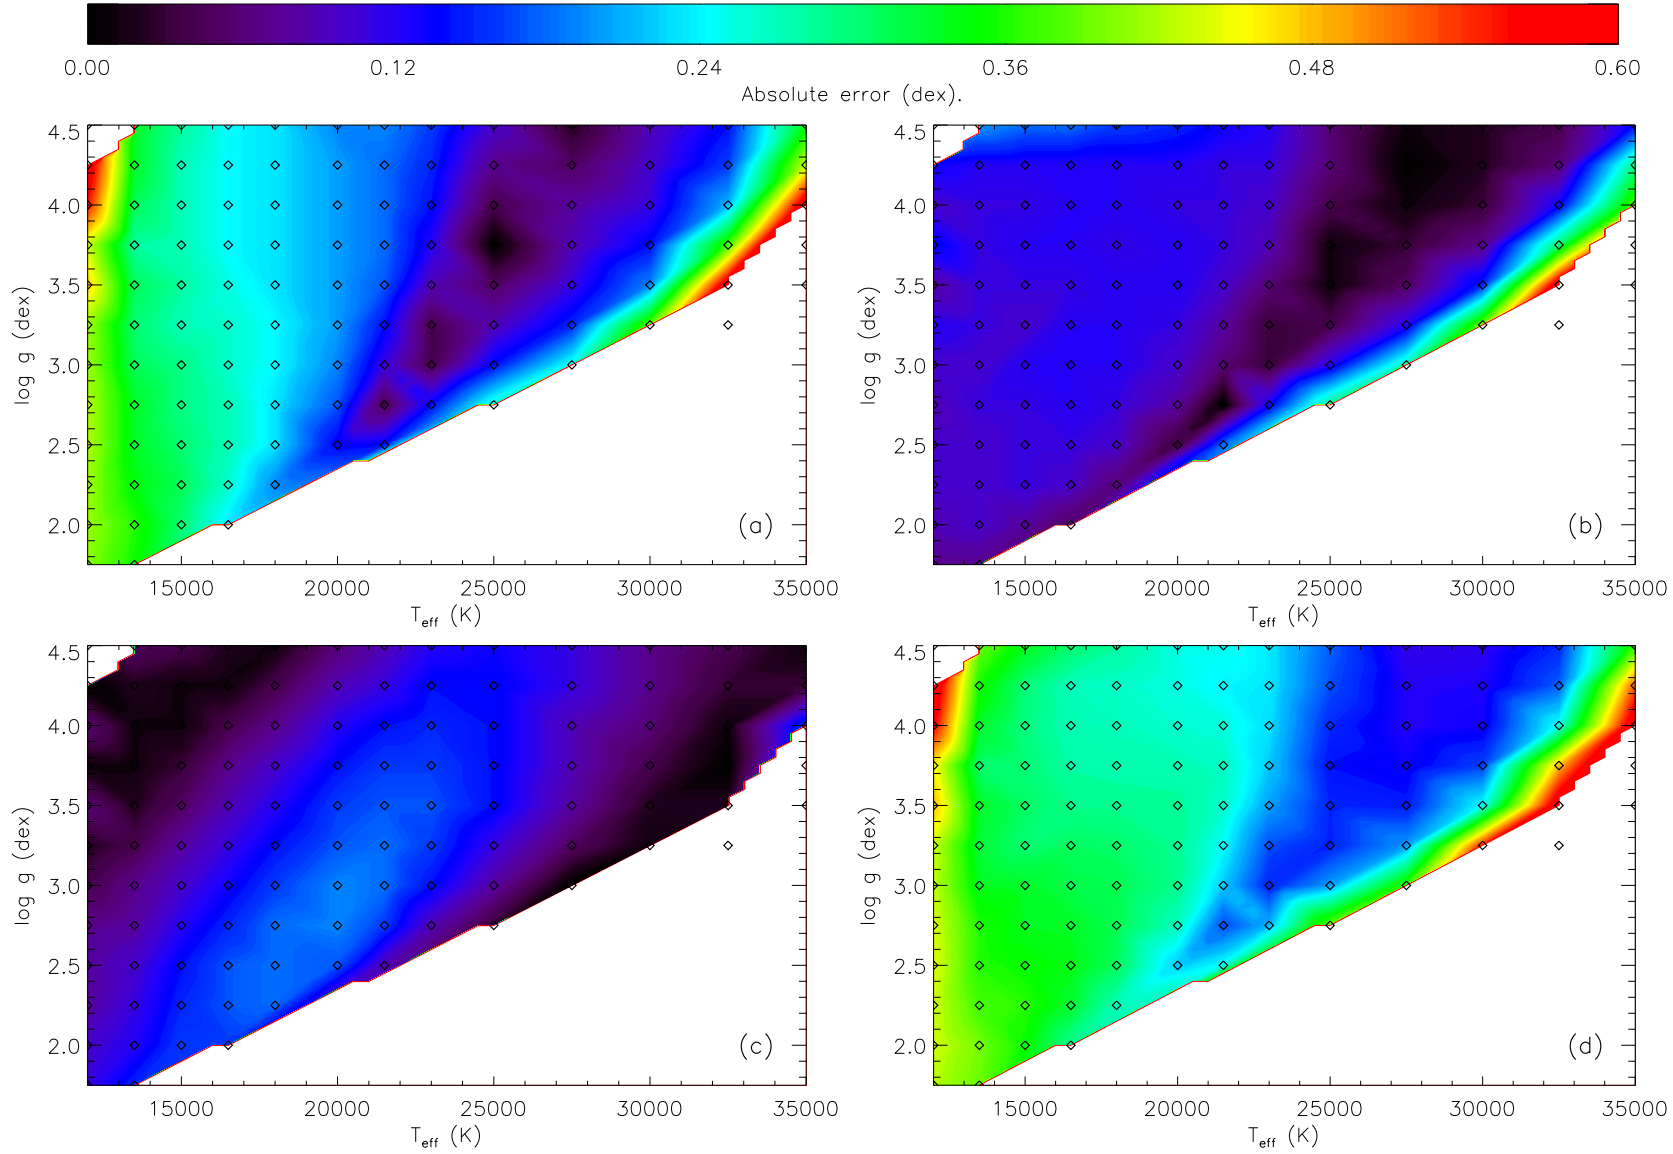 0.00 0.12 0.24 0.36 0.48 0.60
Absolute error (dex).
4.5 4.0 3.5 3.0 2.5 2.0
log g (dex)
(a)
15000 20000 25000 30000 35000
Teff (K)
4.5 4.0 3.5 3.0 2.5 2.0
log g (dex)
(b)
15000 20000 25000 30000 35000
Teff (K)
4.5 4.0 3.5 3.0 2.5 2.0
log g (dex)
(c)
15000 20000 25000 30000 35000
Teff (K)
4.5 4.0 3.5 3.0 2.5 2.0
log g (dex)
(d)
15000 20000 25000 30000 35000
Teff (K)